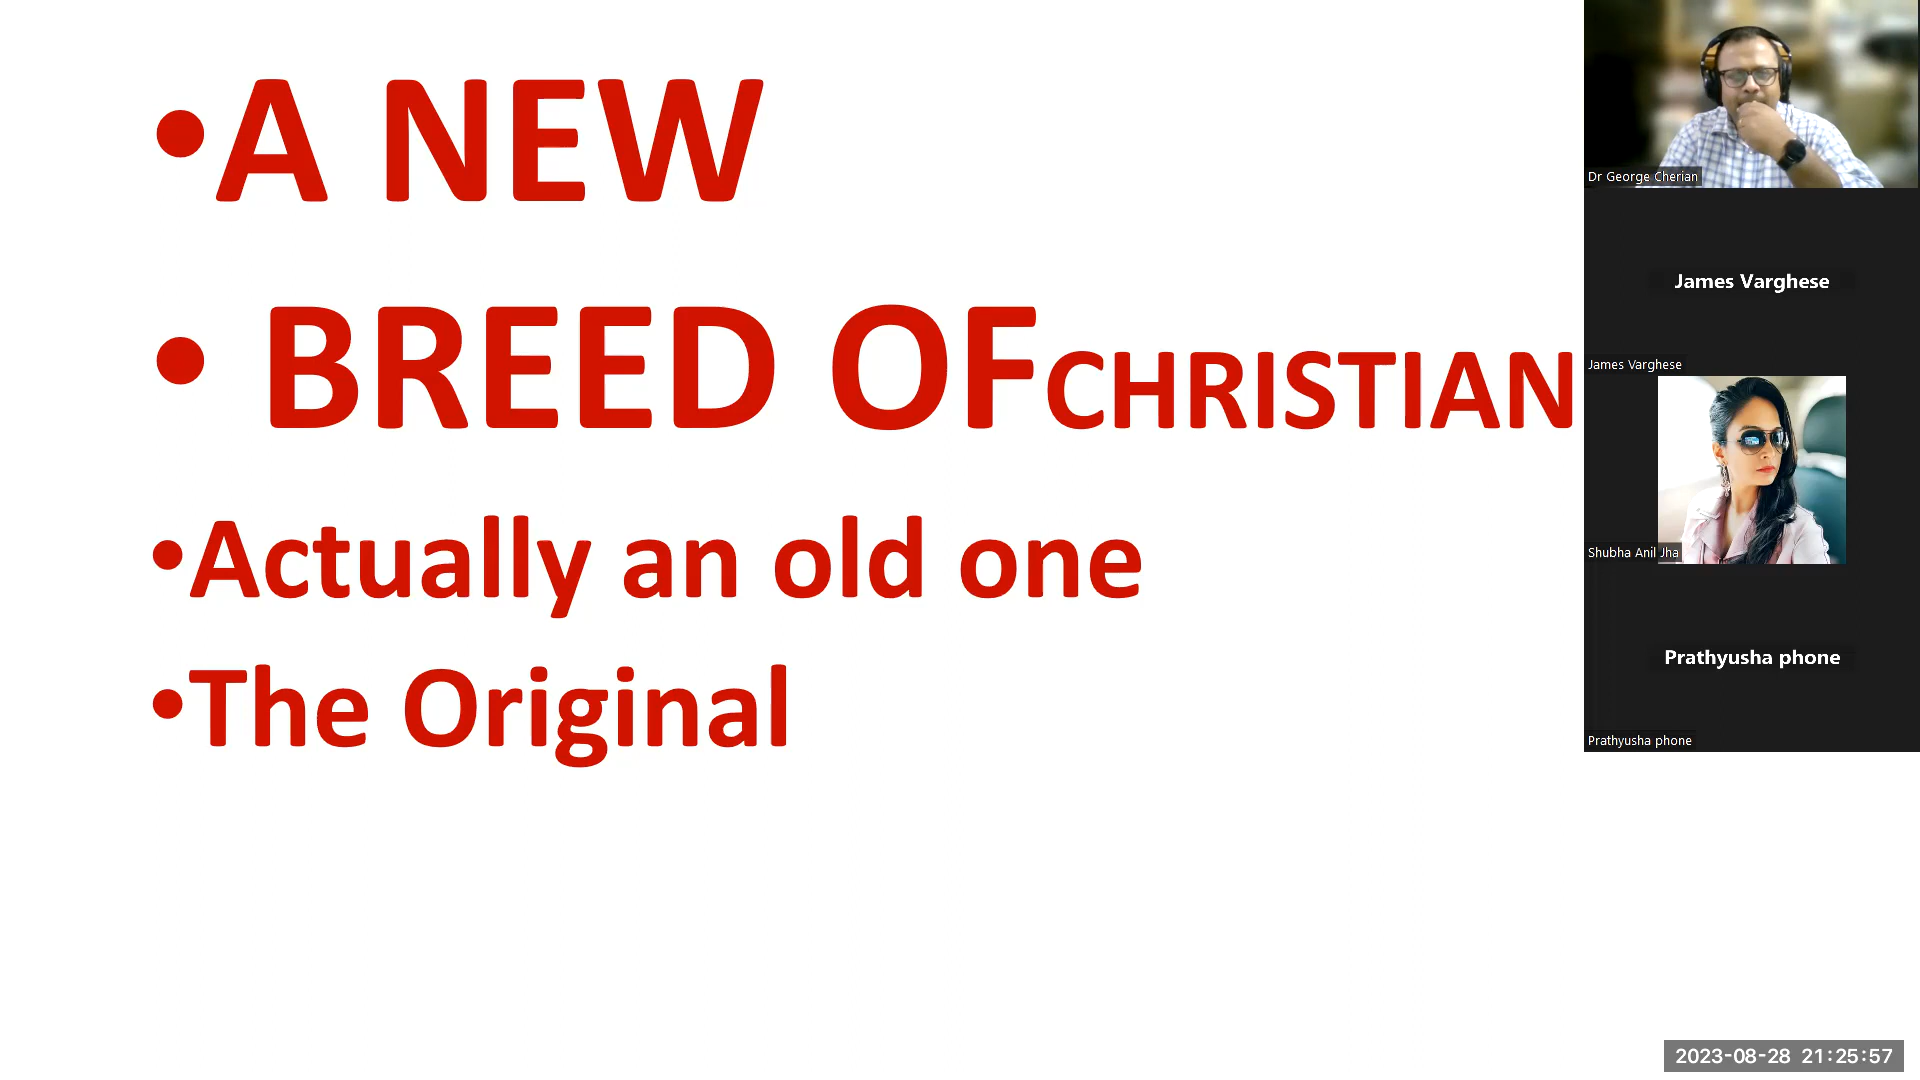 •A NEW
• BREED OFCHRISTIAN
•Actually an old one
•The Original
Dr George Cherian
James Varghese
James Varghese
Shubha Anil Jha
Prathyusha phone
Prathyusha phone
2023-08-28 21:25:57